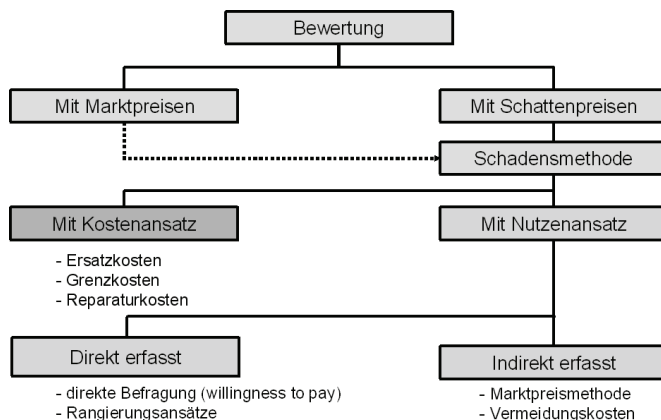 Bewertung
Mit Marktpreisen
Mit Schattenpreisen
Schadensmethode
Mit Kostenansatz
Mit Nutzenansatz
- Ersatzkosten
- Grenzkosten
- Reparaturkosten
Direkt erfasst
Indirekt erfasst
- direkte Befragung (willingness to pay)
- Rangierungsansätze
- Marktpreismethode
- Vermeidungskosten